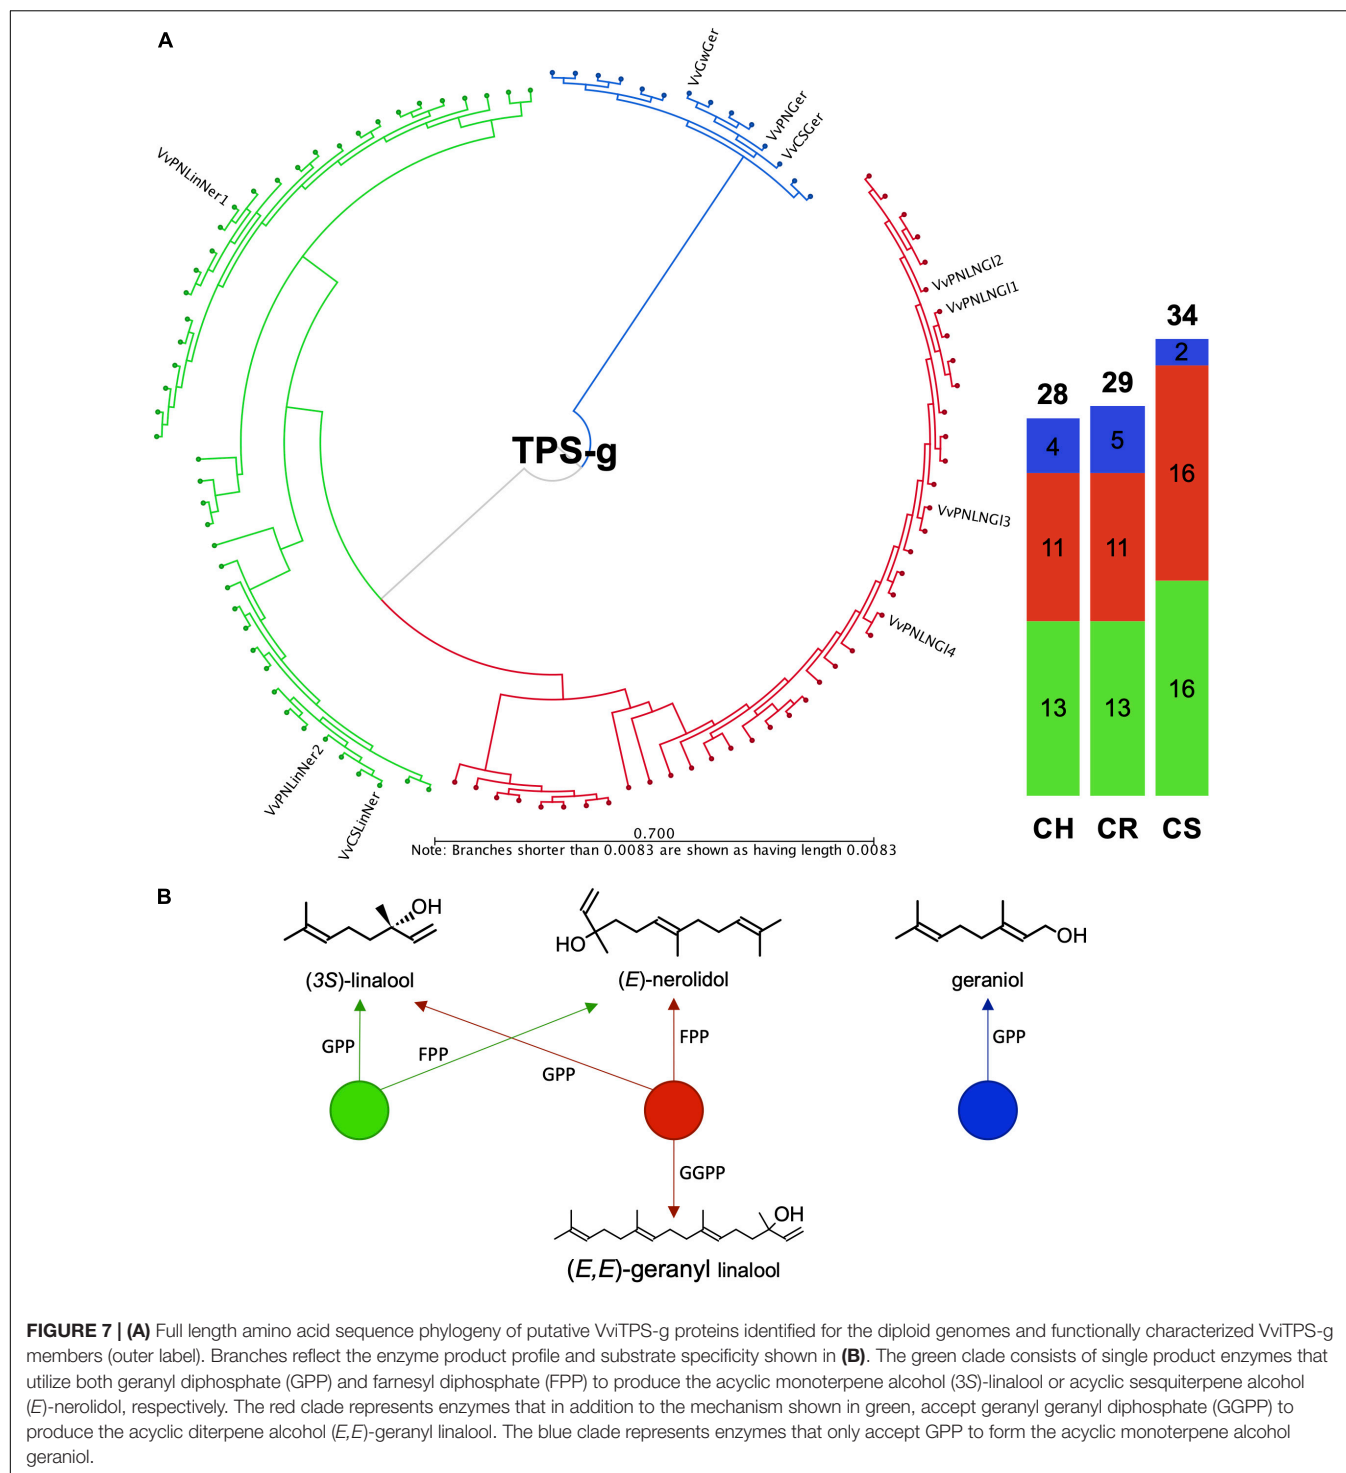 A
VvGwGer
VvPNGer
VvCSGer
VvPNLinNer1
VvPNLNGl2
VvPNLNGl1
34
2
28
29
4
5
TPS-g
16
VvPNLNGl3
11
11
VvPNLNGl4
16
13
13
VvPNLinNer2
VvCSLinNer
CH CR CS
0.700
Note: Branches shorter than 0.0083 are shown as having length 0.0083
B
OH
HO
OH
(3S)-linalool
(E)-nerolidol
geraniol
GPP
FPP
GPP
FPP
GPP
GGPP
OH
(E,E)-geranyl linalool
FIGURE 7 | (A) Full length amino acid sequence phylogeny of putative VviTPS-g proteins identified for the diploid genomes and functionally characterized VviTPS-g
members (outer label). Branches reflect the enzyme product profile and substrate specificity shown in (B). The green clade consists of single product enzymes that
utilize both geranyl diphosphate (GPP) and farnesyl diphosphate (FPP) to produce the acyclic monoterpene alcohol (3S)-linalool or acyclic sesquiterpene alcohol
(E)-nerolidol, respectively. The red clade represents enzymes that in addition to the mechanism shown in green, accept geranyl geranyl diphosphate (GGPP) to
produce the acyclic diterpene alcohol (E,E)-geranyl linalool. The blue clade represents enzymes that only accept GPP to form the acyclic monoterpene alcohol
geraniol.